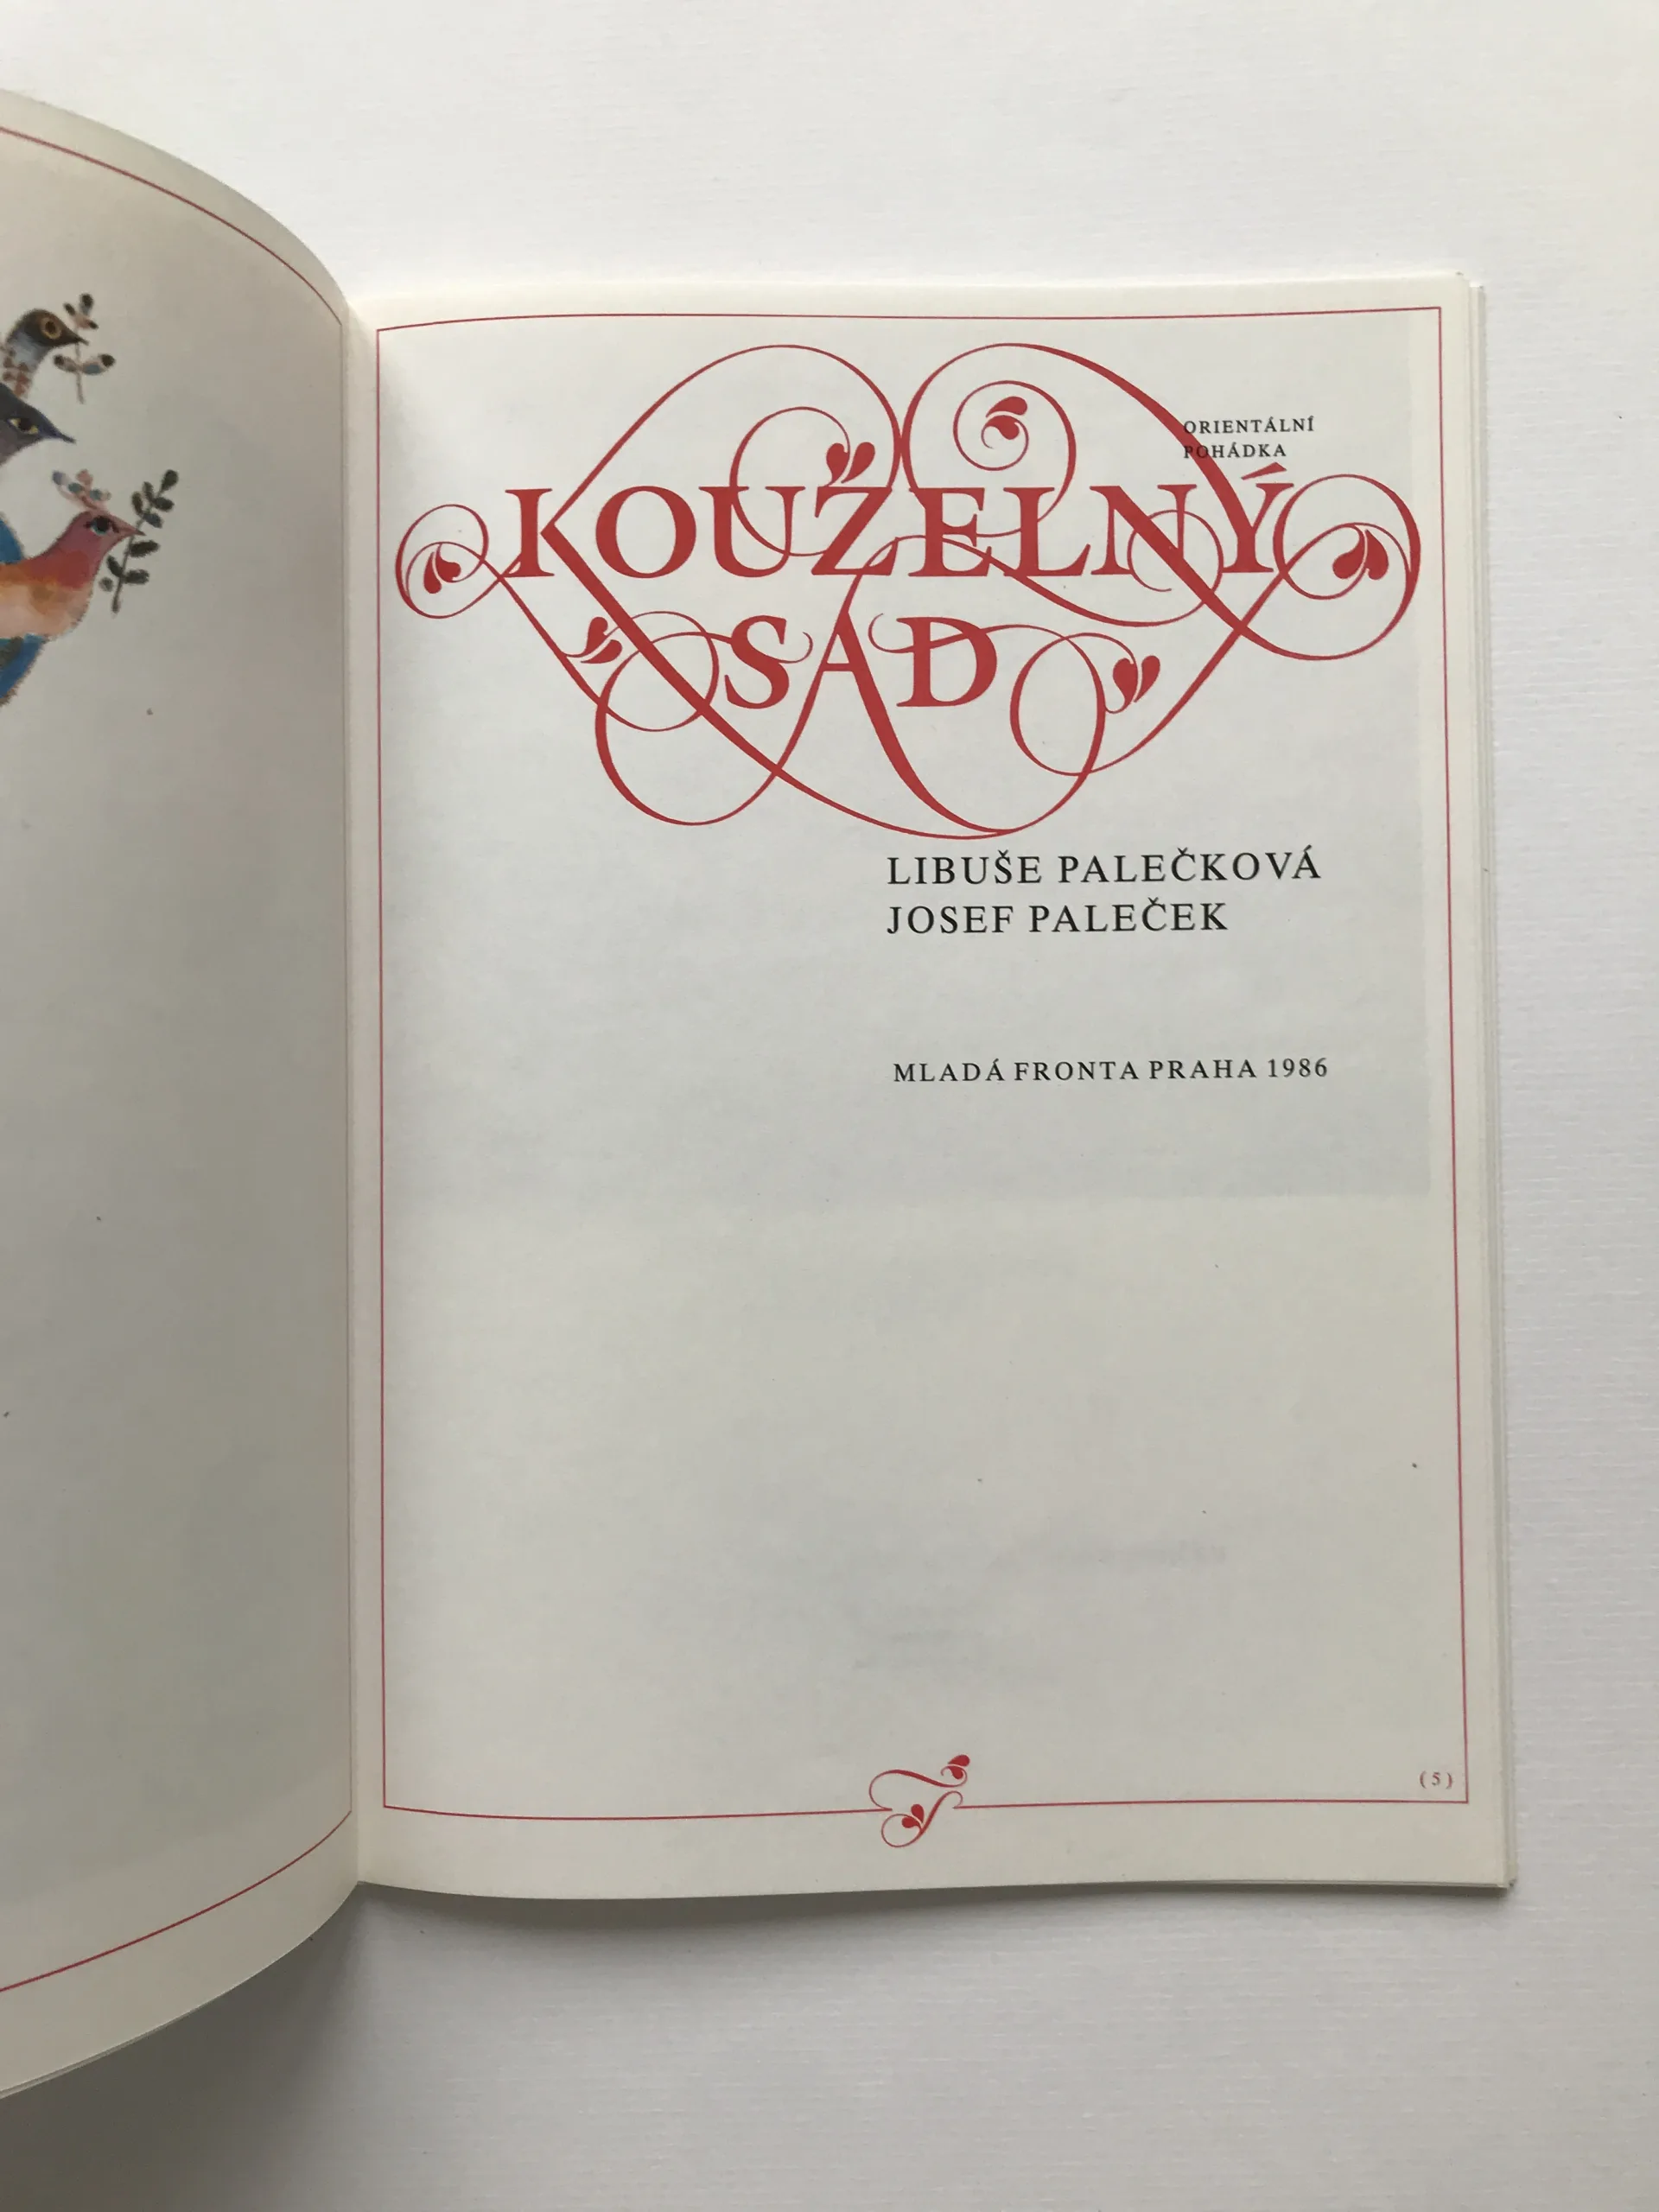 ORIENTÁLNÍ
POHÁDKA
KOUZELNÝ
SAD
LIBUŠE PALEČKOVÁ
JOSEF PALEČEK
MLADÁ FRONTA PRAHA 1986
(5)